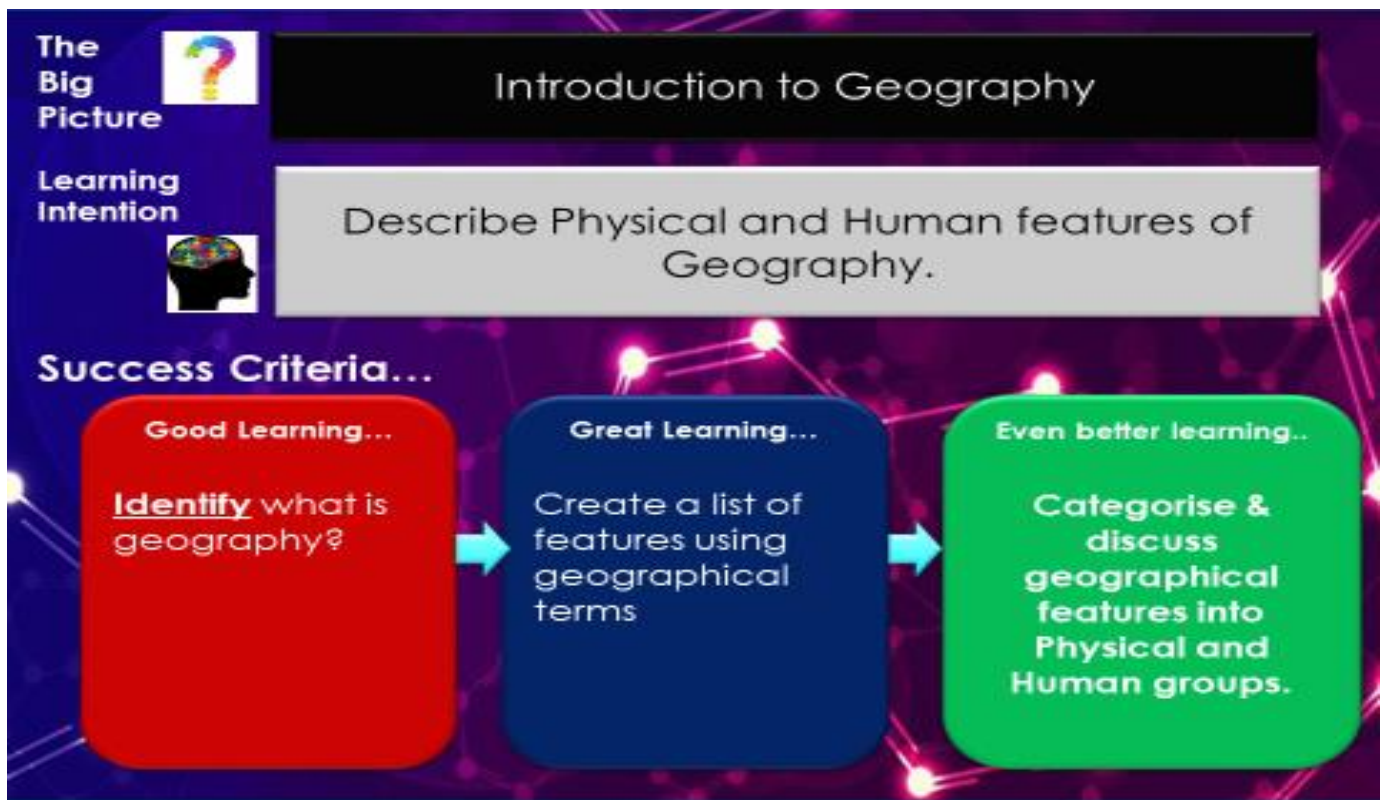 The
Big
Picture
Introduction to Geography
Learning
Intention
Describe Physical and Human features of
Geography.
Success Criteria...
Good Learning...
Identify what is
geography?
Great Learning...
Create a list of
features using
geographical
terms
Even better learning..
Categorise &
discuss
geographical
features into
Physical and
Human groups.